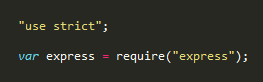 "use strict";
var express = require("express");